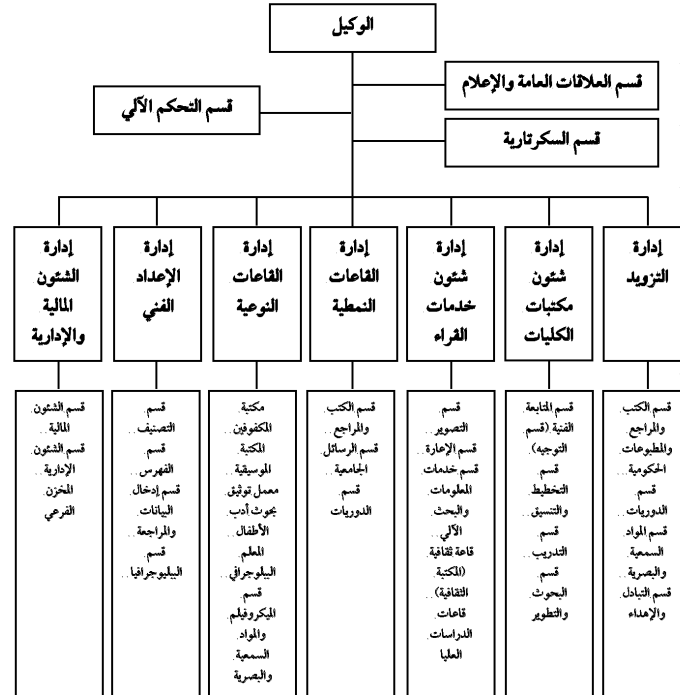 الوكيل
قسم العلاقات العامة والإعلام
قسم التحكم الآلي
قسم السكرتارية
إدارة
التزويد
إدارة
شئون
مكتبات
الكليات
إدارة
شئون
خدمات
القراء
إدارة
القاعات
النمطية
إدارة
القاعات
النوعية
إدارة
الإعداد
الفني
إدارة
الشئون
المالية
والإدارية
قسم الكتب
والمراجع
والمطبوعات
الحكومية..
قسم
الدوريات..
قسم المواد
السمعية
والبصرية..
قسم التبادل
والإهداء
قسم المتابعة
الفنية (قسم
التوجيه)
قسم
التخطيط
والتنسيق..
قسم
التدريب..
قسم
البحوث
والتطوير
قسم
التصوير..
قسم الإعارة..
قسم خدمات
المعلومات
والبحث
الآلي..
قاعة ثقافية
(المكتبة
الثقافية)..
قاعات
الدراسات
العليا
قسم الكتب
والمراجع..
قسم الرسائل
الجامعية..
قسم
الدوريات
مكتبة
المكفوفين..
المكتبة
الموسيقية..
معمل توثيق
بحوث أدب
الأطفال..
المعلم
الببلوجرافي..
قسم
الميكروفيلم
والمواد
السمعية
والبصرية
قسم
التصنيف..
قسم
الفهرس..
قسم إدخال
البيانات
والمراجعة..
قسم
الببليوجرافيا..
قسم الشئون
المالية..
قسم الشئون
الإدارية..
المخزن
الفرعي